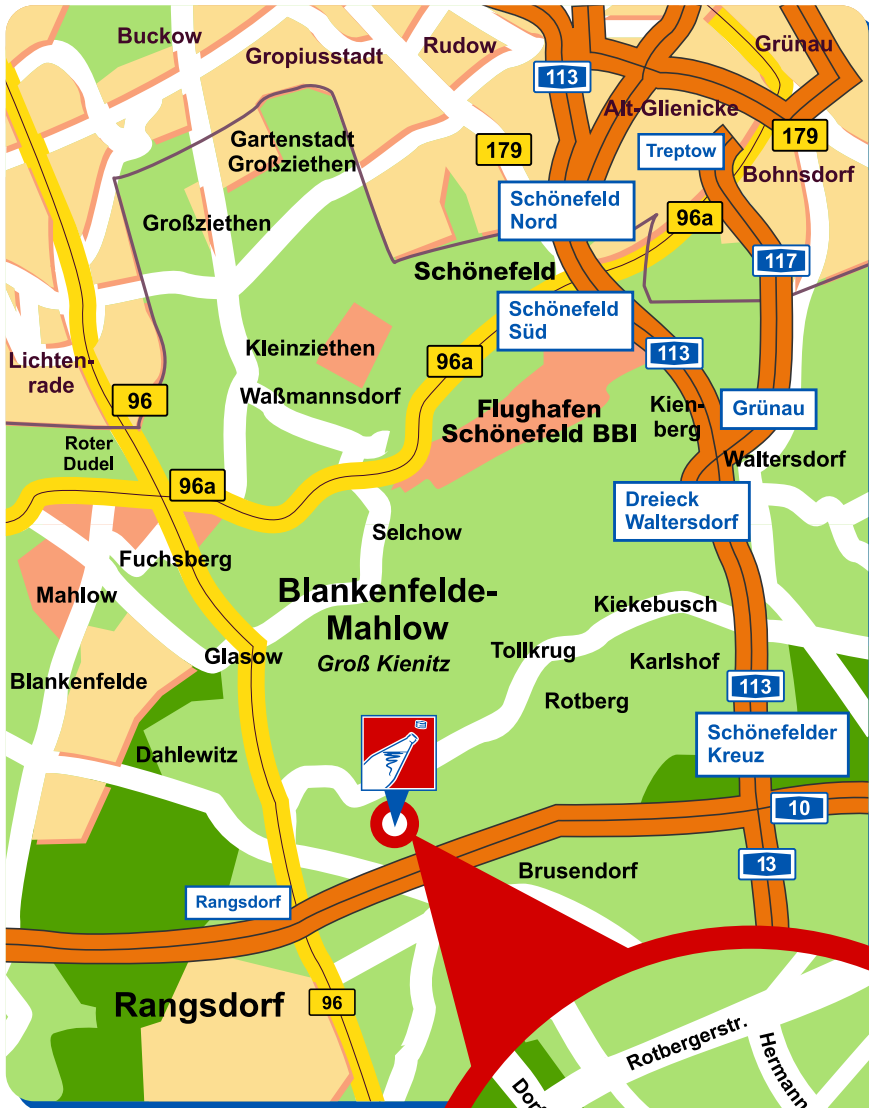 Buckow
Gropiusstadt
Rudow
Grünau
113
Alt-Glienicke
Gartenstadt
Großziethen
179
Treptow
179
Bohnsdorf
Schönefeld
Nord
96a
Großziethen
117
Schönefeld
Schönefeld
Süd
Kleinziethen
96a
113
Lichten-
rade
96
Waßmannsdorf
Flughafen
Schönefeld BBI
Kien-
berg
Grünau
Roter
Dudel
96a
Waltersdorf
Dreieck
Waltersdorf
Selchow
Fuchsberg
Mahlow
Blankenfelde-
Mahlow
Groß Kienitz
Kiekebusch
Glasow
Tollkrug
Karlshof
Blankenfelde
Rotberg
113
Dahlewitz
Schönefelder
Kreuz
10
13
Brusendorf
Rangsdorf
Rangsdorf
96
Rotbergerstr.
Hermann
Dor